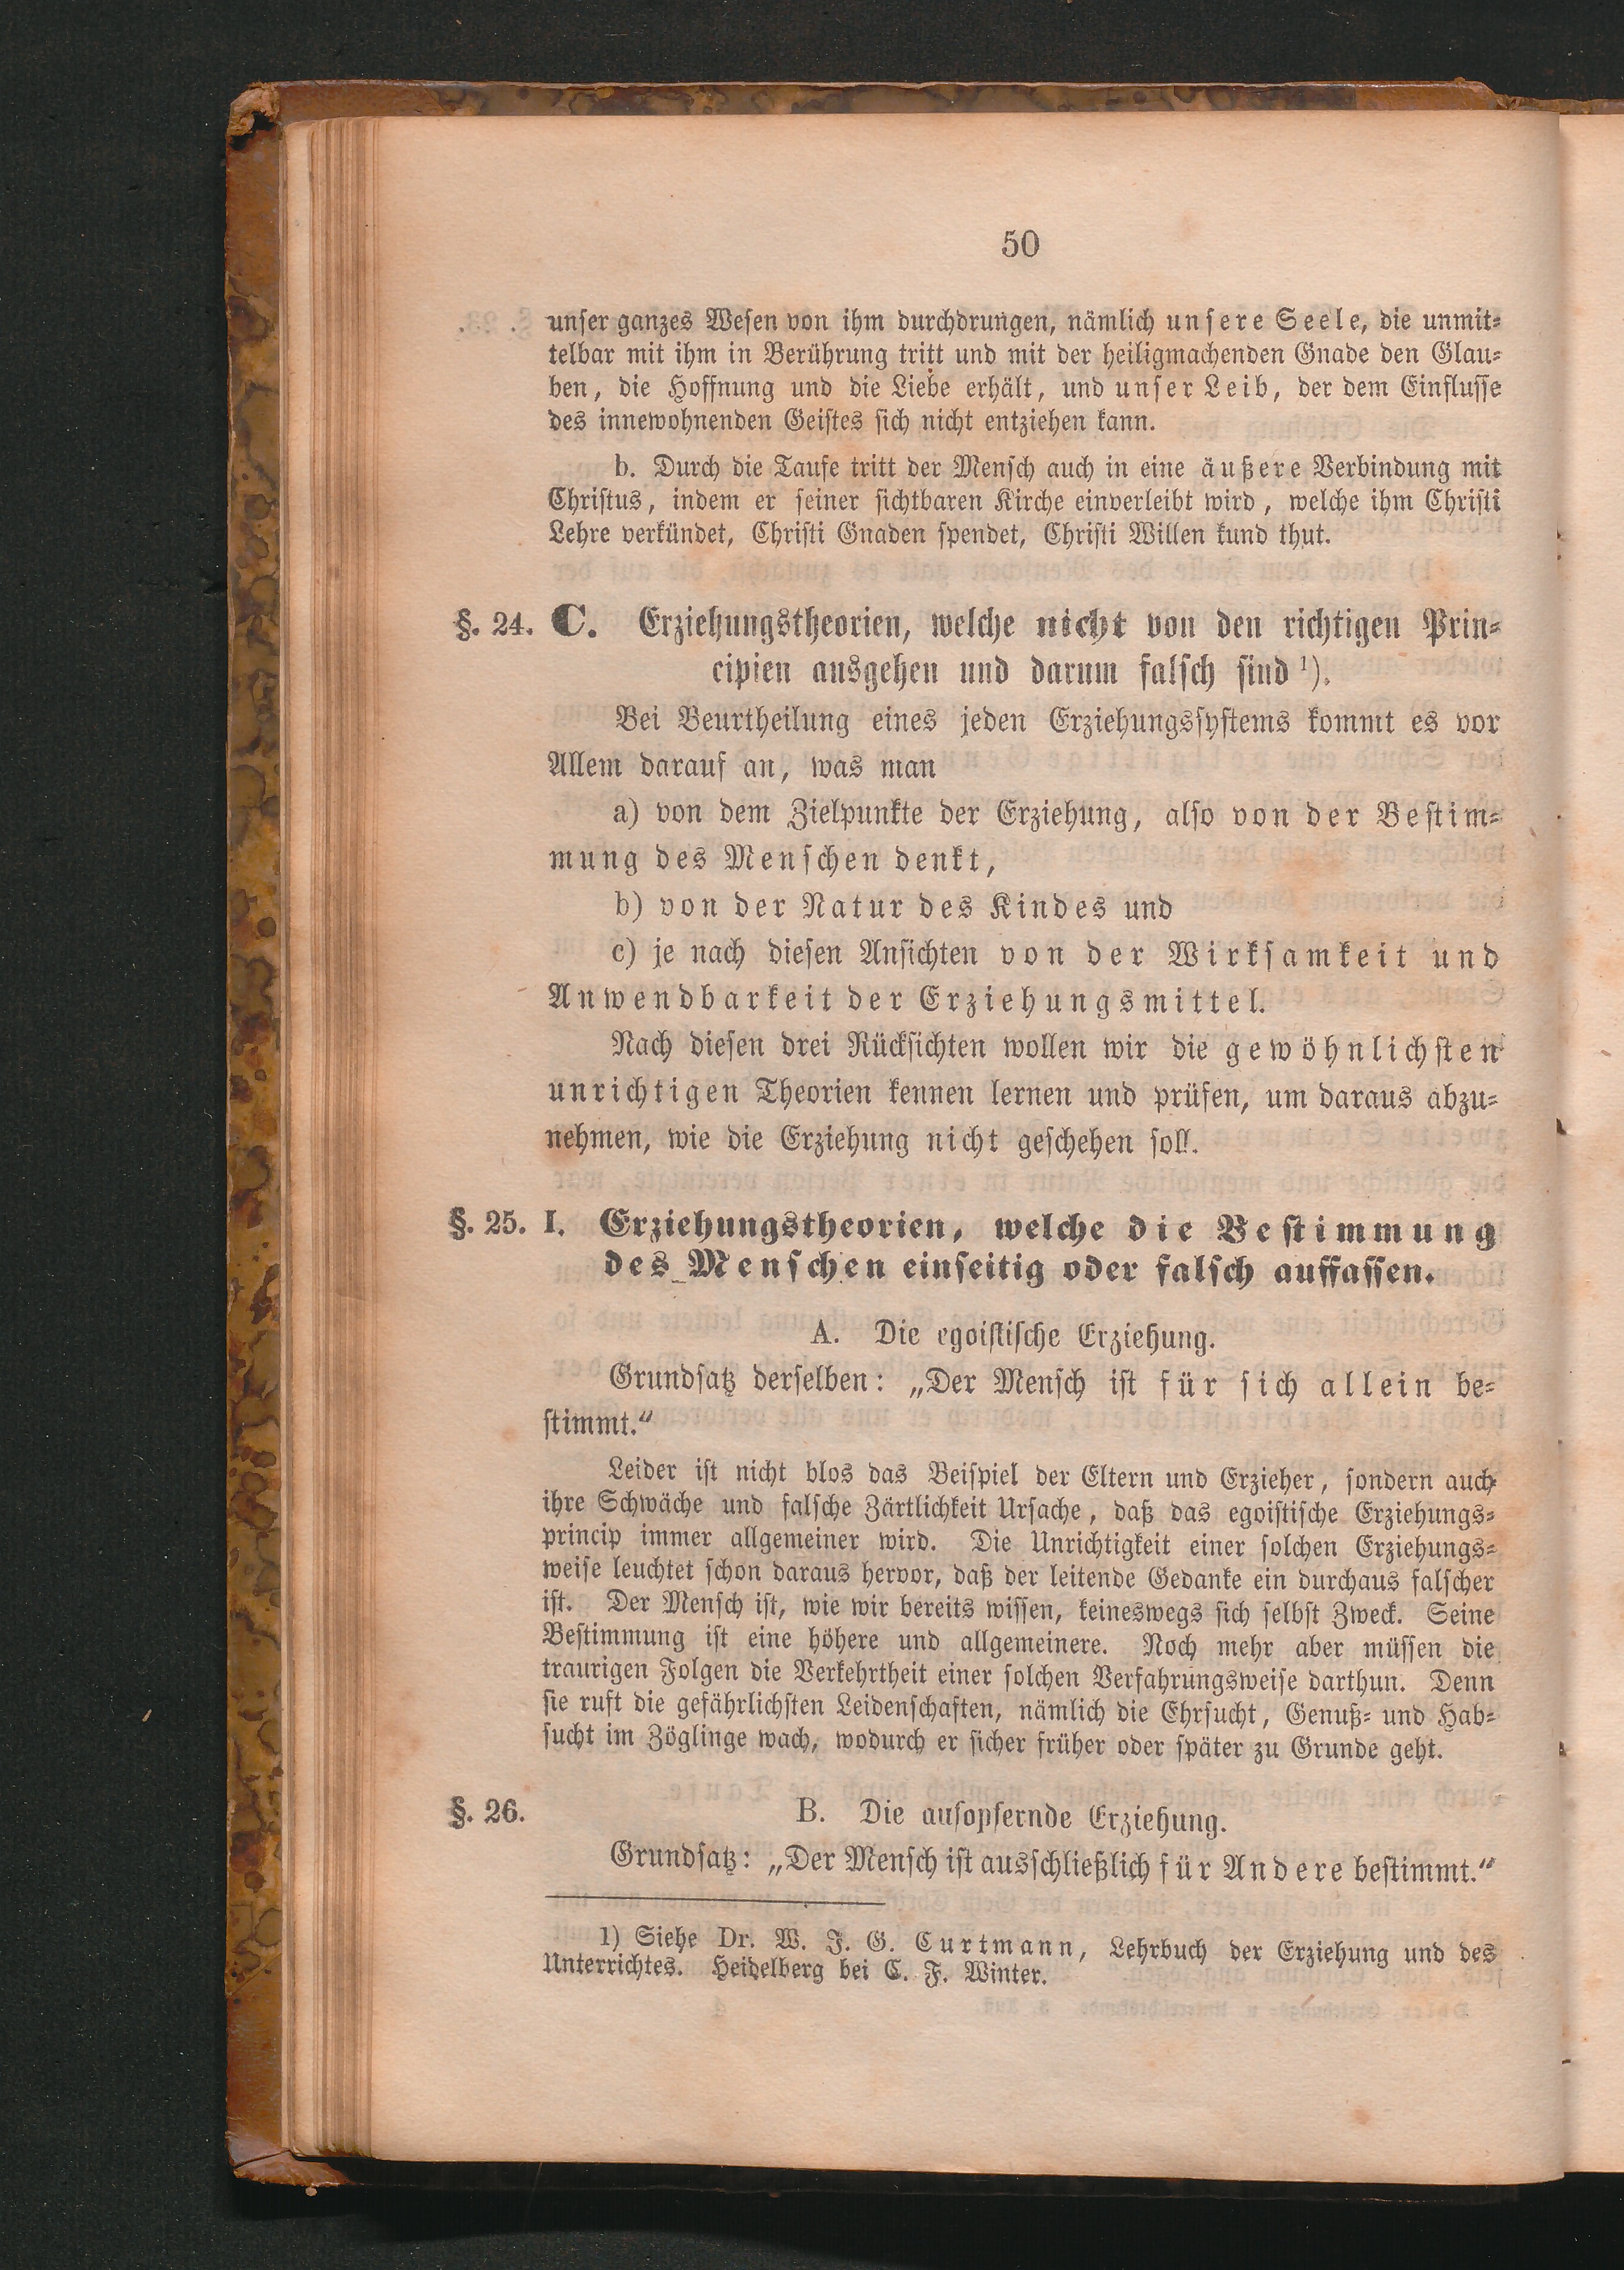 50
unser ganzes Wesen von ihm durchdrungen, nämlich unsere Seele, die unmit-
telbar mit ihm in Berührung tritt und mit der heiligmachenden Gnade den Glau-
ben, die Hoffnung und die Liebe erhält, und unser Leib, der dem Einflusse
des innewohnenden Geistes sich nicht entziehen kann.
b. Durch die Taufe tritt der Mensch auch in eine äußere Verbindung mit
Christus, indem er seiner sichtbaren Kirche einverleibt wird, welche ihm Christi
Lehre verkündet, Christi Gnaden spendet, Christi Willen kund thut.
§. 24. C. Erziehungstheorien, welche nicht von den richtigen Prin-
cipien ausgehen und darum falsch sind ¹).
Bei Beurtheilung eines jeden Erziehungssystems kommt es vor
Allem darauf an, was man
a) von dem Zielpunkte der Erziehung, also von der Bestim-
mung des Menschen denkt,
b) von der Natur des Kindes und
c) je nach diesen Ansichten von der Wirksamkeit und
Anwendbarkeit der Erziehungsmittel.
Nach diesen drei Rücksichten wollen wir die gewöhnlichsten
unrichtigen Theorien kennen lernen und prüfen, um daraus abzu-
nehmen, wie die Erziehung nicht geschehen soll.
§. 25. I. Erziehungstheorien, welche die Bestimmung
des Menschen einseitig oder falsch auffassen.
A. Die egoistische Erziehung.
Grundsatz derselben: „Der Mensch ist für sich allein be-
stimmt.“
Leider ist nicht blos das Beispiel der Eltern und Erzieher, sondern auch
ihre Schwäche und falsche Zärtlichkeit Ursache, daß das egoistische Erziehungs-
princip immer allgemeiner wird. Die Unrichtigkeit einer solchen Erziehungs-
weise leuchtet schon daraus hervor, daß der leitende Gedanke ein durchaus falscher
ist. Der Mensch ist, wie wir bereits wissen, keineswegs sich selbst Zweck. Seine
Bestimmung ist eine höhere und allgemeinere. Noch mehr aber müssen die
traurigen Folgen die Verkehrtheit einer solchen Verfahrungsweise darthun. Denn
sie ruft die gefährlichsten Leidenschaften, nämlich die Ehrsucht, Genuß- und Hab-
sucht im Zöglinge wach, wodurch er sicher früher oder später zu Grunde geht.
§. 26. B. Die aufopfernde Erziehung.
Grundsatz: „Der Mensch ist ausschließlich für Andere bestimmt.“
1) Siehe Dr. W. J. G. Curtmann, Lehrbuch der Erziehung und des
Unterrichtes. Heidelberg bei C. F. Winter.